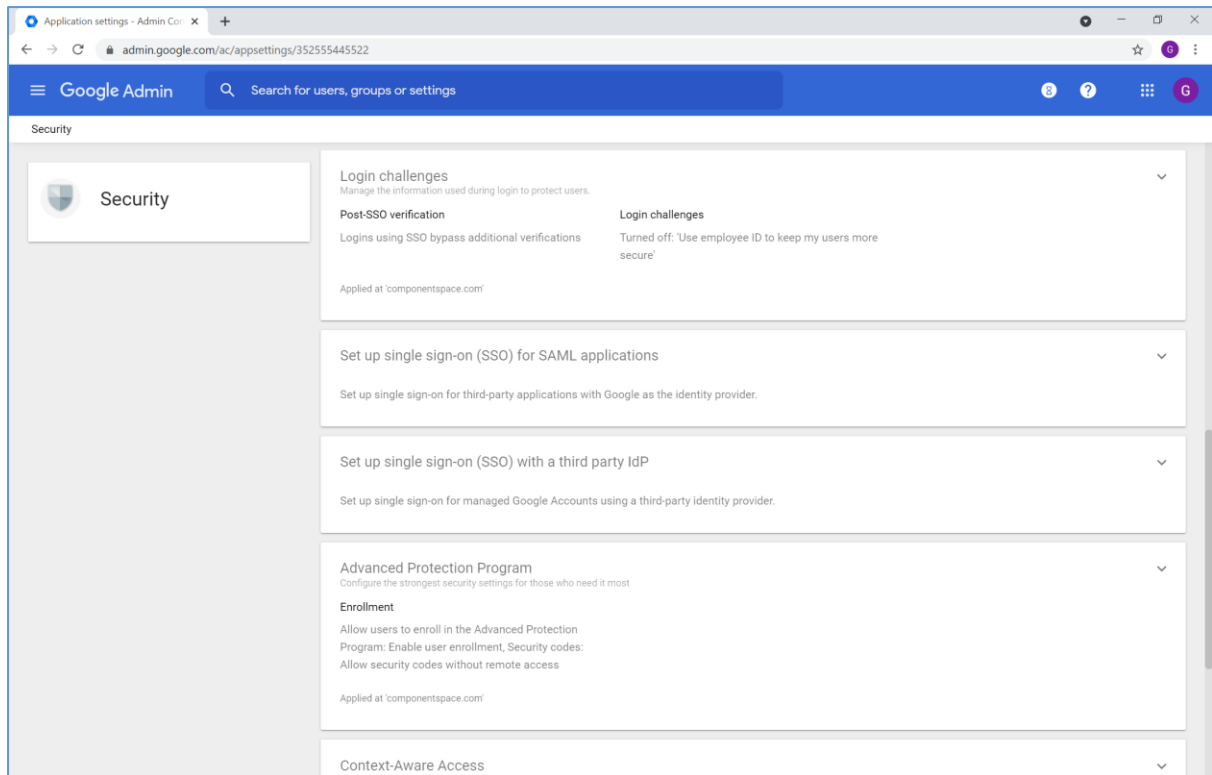 Application settings - Admin Con
admin.google.com/ac/appsettings/352555445522
G
Google Admin
Search for users, groups or settings
8
?
G
Security
Security
Login challenges
Manage the information used during login to protect users.
Post-SSO verification
Login challenges
Logins using SSO bypass additional verifications
Turned off: 'Use employee ID to keep my users more
secure'
Applied at 'componentspace.com'
Set up single sign-on (SSO) for SAML applications
Set up single sign-on for third-party applications with Google as the identity provider.
Set up single sign-on (SSO) with a third party IdP
Set up single sign-on for managed Google Accounts using a third-party identity provider.
Advanced Protection Program
Configure the strongest security settings for those who need it most
Enrollment
Allow users to enroll in the Advanced Protection
Program: Enable user enrollment, Security codes:
Allow security codes without remote access
Applied at 'componentspace.com'
Context-Aware Access